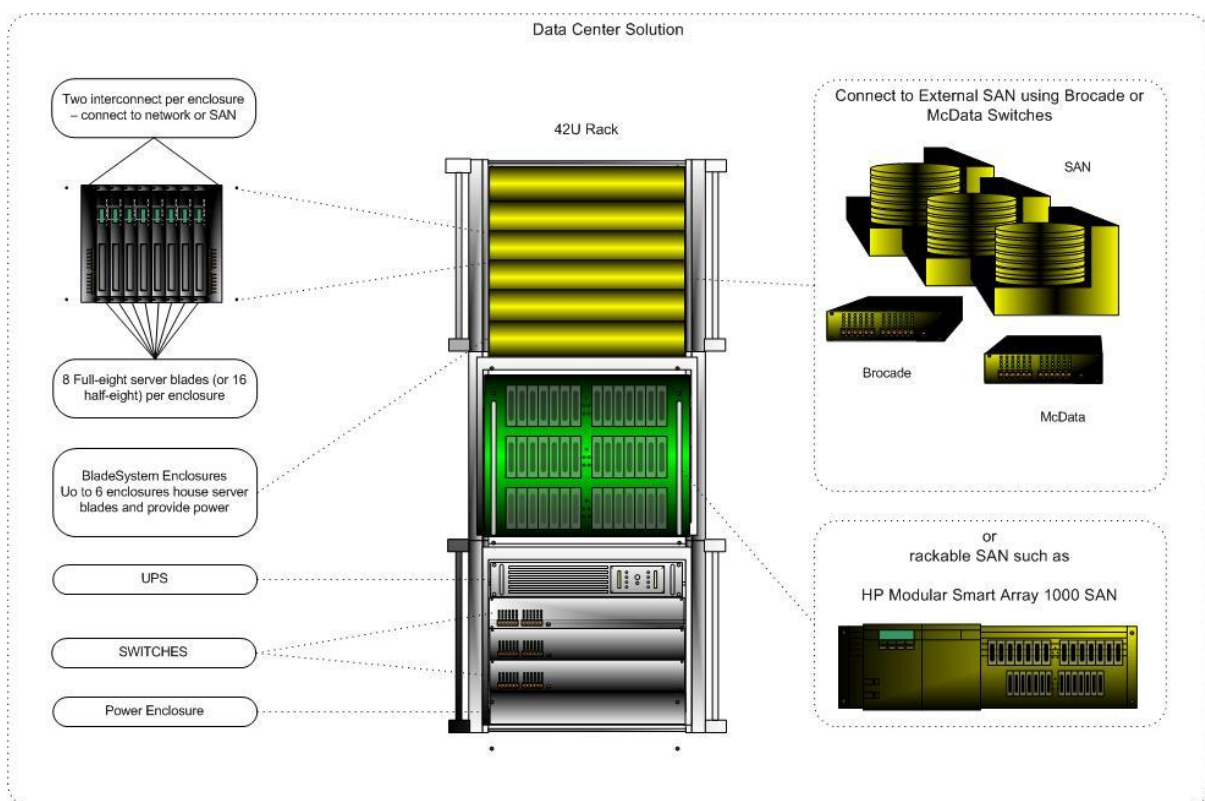 Data Center Solution
Two interconnect per enclosure
– connect to network or SAN
8 Full-eight server blades (or 16
half-eight) per enclosure
BladeSystem Enclosures
Uo to 6 enclosures house server
blades and provide power
UPS
SWITCHES
Power Enclosure
42U Rack
Connect to External SAN using Brocade or
McData Switches
SAN
Brocade
McData
or
rackable SAN such as
HP Modular Smart Array 1000 SAN